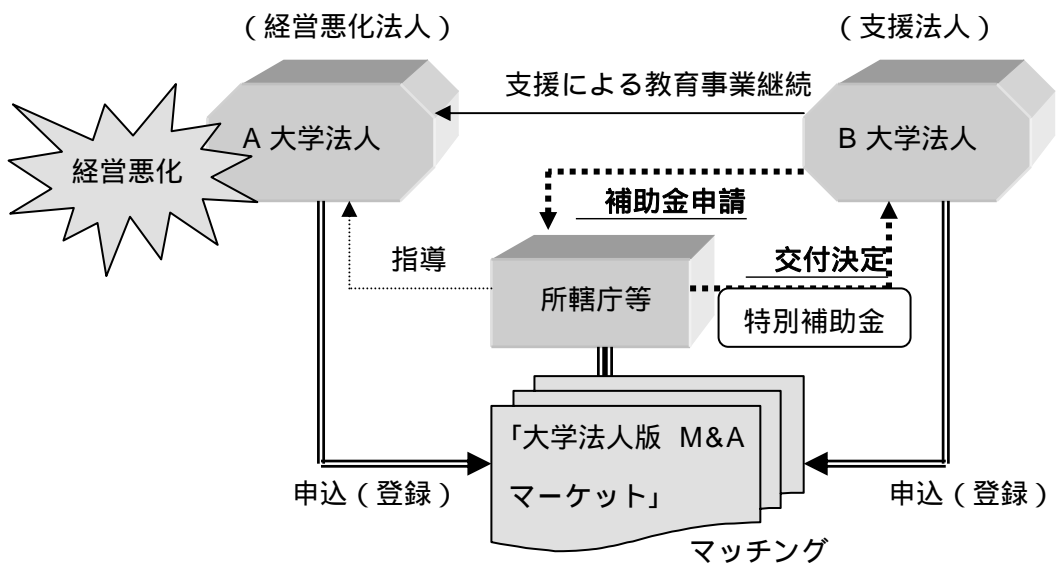 （経営悪化法人）
（支援法人）
支援による教育事業継続
A 大学法人
B 大学法人
経営悪化
補助金申請
指導
交付決定
所轄庁等
特別補助金
「大学法人版 M&A
マーケット」
申込（登録）
申込（登録）
マッチング